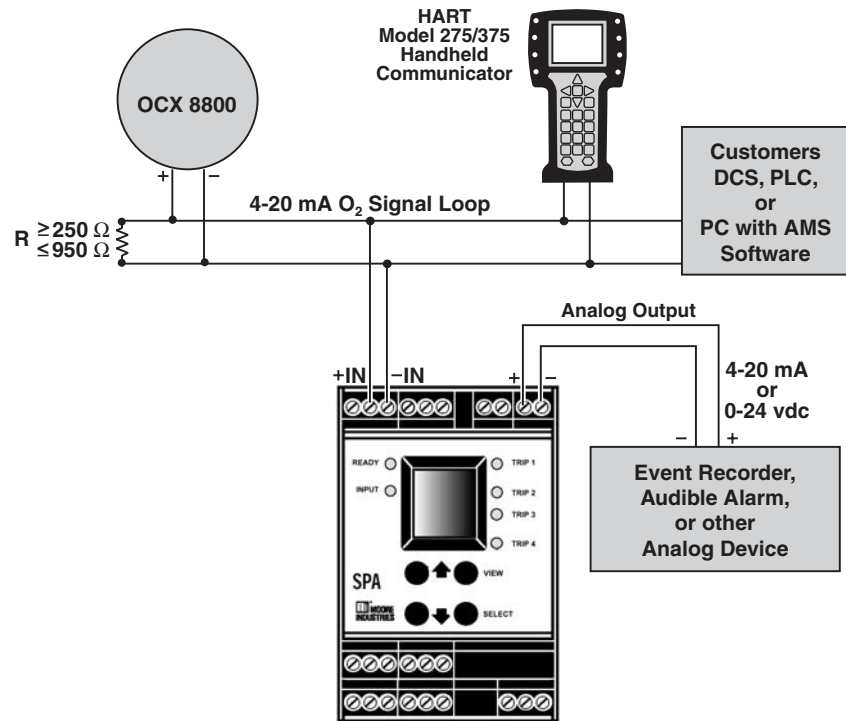 HART
Model 275/375
Handheld
Communicator
OCX 8800
+ −
4-20 mA O₂ Signal Loop
R ≥250 Ω
≤950 Ω
Customers
DCS, PLC,
or
PC with AMS
Software
Analog Output
+IN −IN + −
4-20 mA
or
0-24 vdc
− +
Event Recorder,
Audible Alarm,
or other
Analog Device
READY
INPUT
TRIP 1
TRIP 2
TRIP 3
TRIP 4
SPA
VIEW
MOORE
INDUSTRIES
SELECT